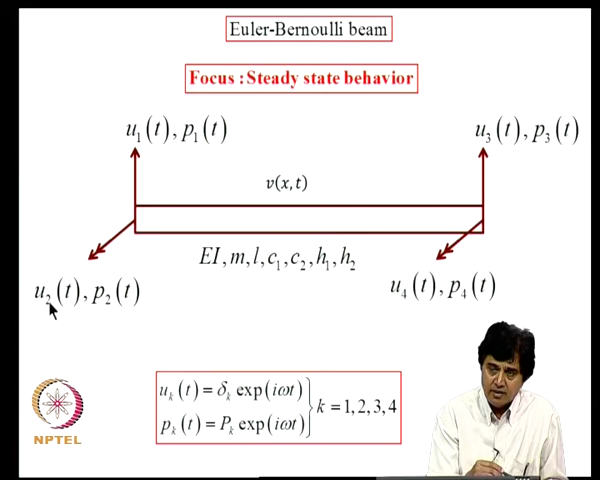 Euler-Bernoulli beam
Focus : Steady state behavior
u₁(t), p₁(t)
u₃(t), p₃(t)
v(x,t)
EI, m, l, c₁, c₂, h₁, h₂
u₂(t), p₂(t)
u₄(t), p₄(t)
uₖ(t) = δₖ exp(iωt)
pₖ(t) = Pₖ exp(iωt)
} k = 1, 2, 3, 4
NPTEL